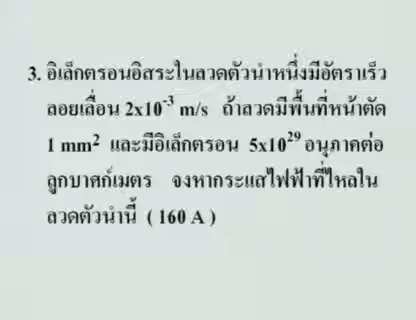 3. อิเล็กตรอนอิสระในลวดตัวนำหนึ่งมีอัตราเร็ว
ลอยเลื่อน 2x10⁻³ m/s ถ้าลวดมีพื้นที่หน้าตัด
1 mm² และมีอิเล็กตรอน 5x10²⁹ อนุภาคต่อ
ลูกบาศก์เมตร จงหากระแสไฟฟ้าที่ไหลใน
ลวดตัวนำนี้ ( 160 A )